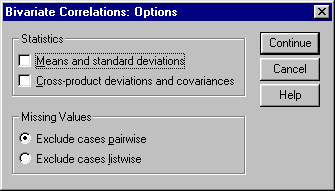 Bivariate Correlations: Options
Statistics
Means and standard deviations
Cross-product deviations and covariances
Missing Values
Exclude cases pairwise
Exclude cases listwise
Continue
Cancel
Help